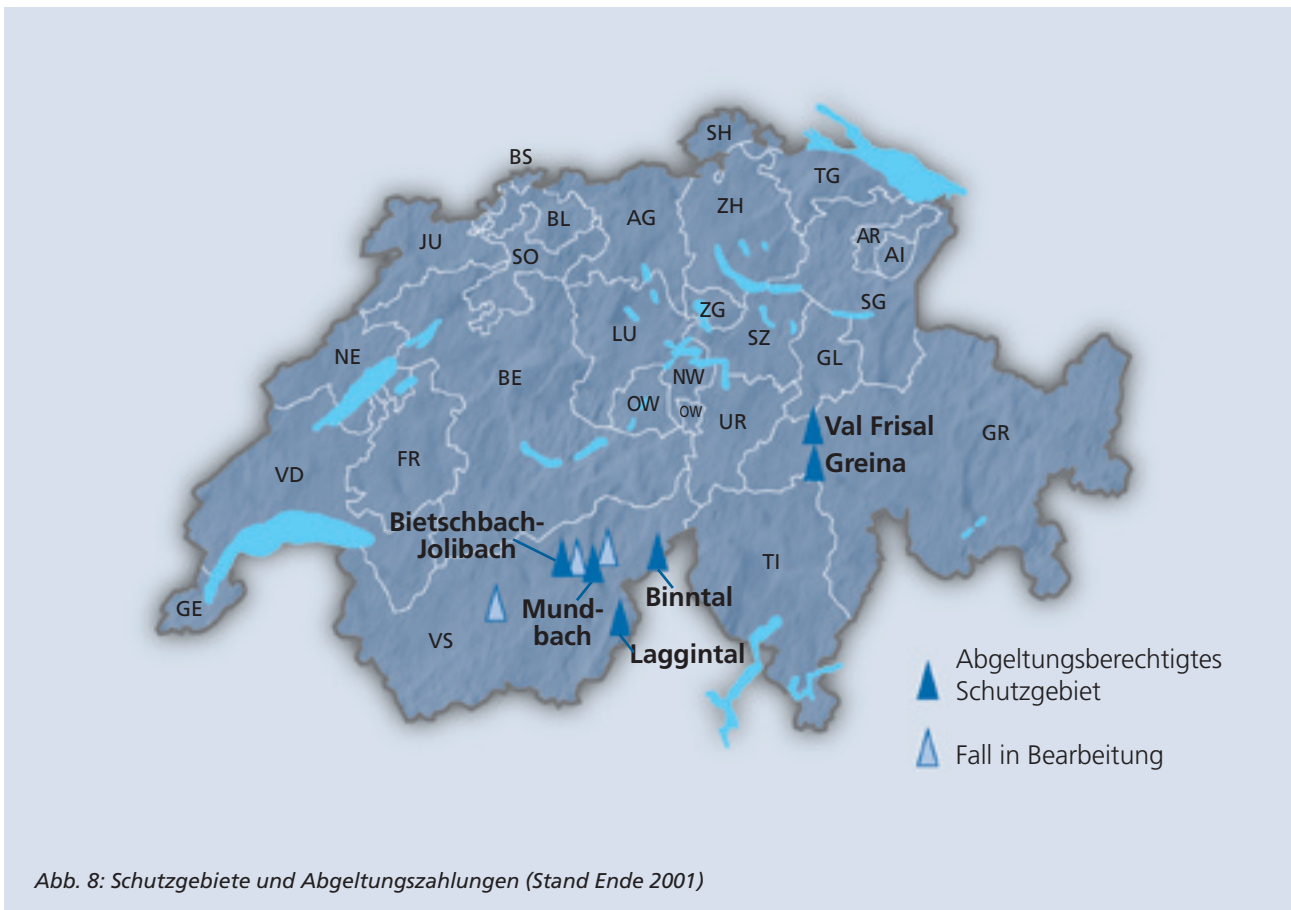 SH
BS
TG
ZH
BL
AG
AR
JU
AI
SO
SG
ZG
LU
SZ
NE
GL
NW
BE
OW
OW
UR
Val Frisal
GR
FR
Greina
VD
Bietschbach-
Jolibach
TI
Binntal
GE
Mund-
bach
VS
Laggintal
Abgeltungsberechtigtes
Schutzgebiet
Fall in Bearbeitung
Abb. 8: Schutzgebiete und Abgeltungszahlungen (Stand Ende 2001)